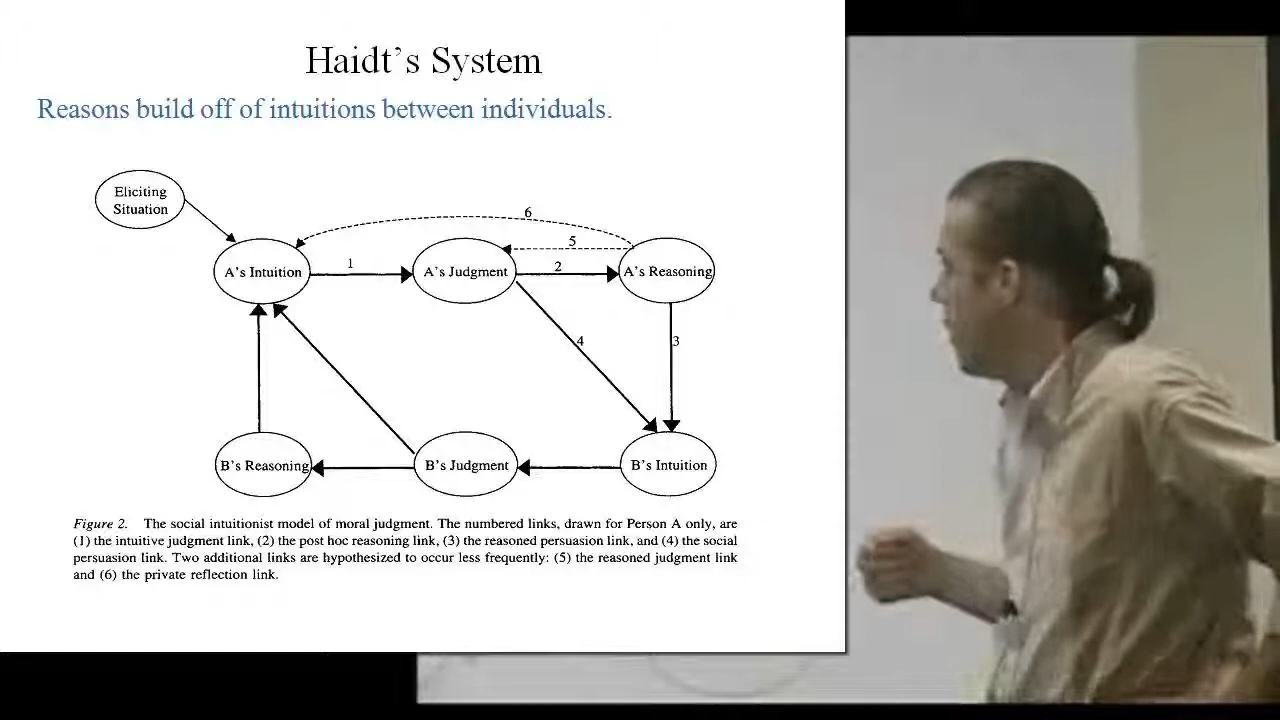 Haidt's System
Reasons build off of intuitions between individuals.
Eliciting
Situation
6
5
A's Intuition
1
A's Judgment
2
A's Reasoning
4
3
B's Reasoning
B's Judgment
B's Intuition
Figure 2. The social intuitionist model of moral judgment. The numbered links, drawn for Person A only, are
(1) the intuitive judgment link, (2) the post hoc reasoning link, (3) the reasoned persuasion link, and (4) the social
persuasion link. Two additional links are hypothesized to occur less frequently: (5) the reasoned judgment link
and (6) the private reflection link.